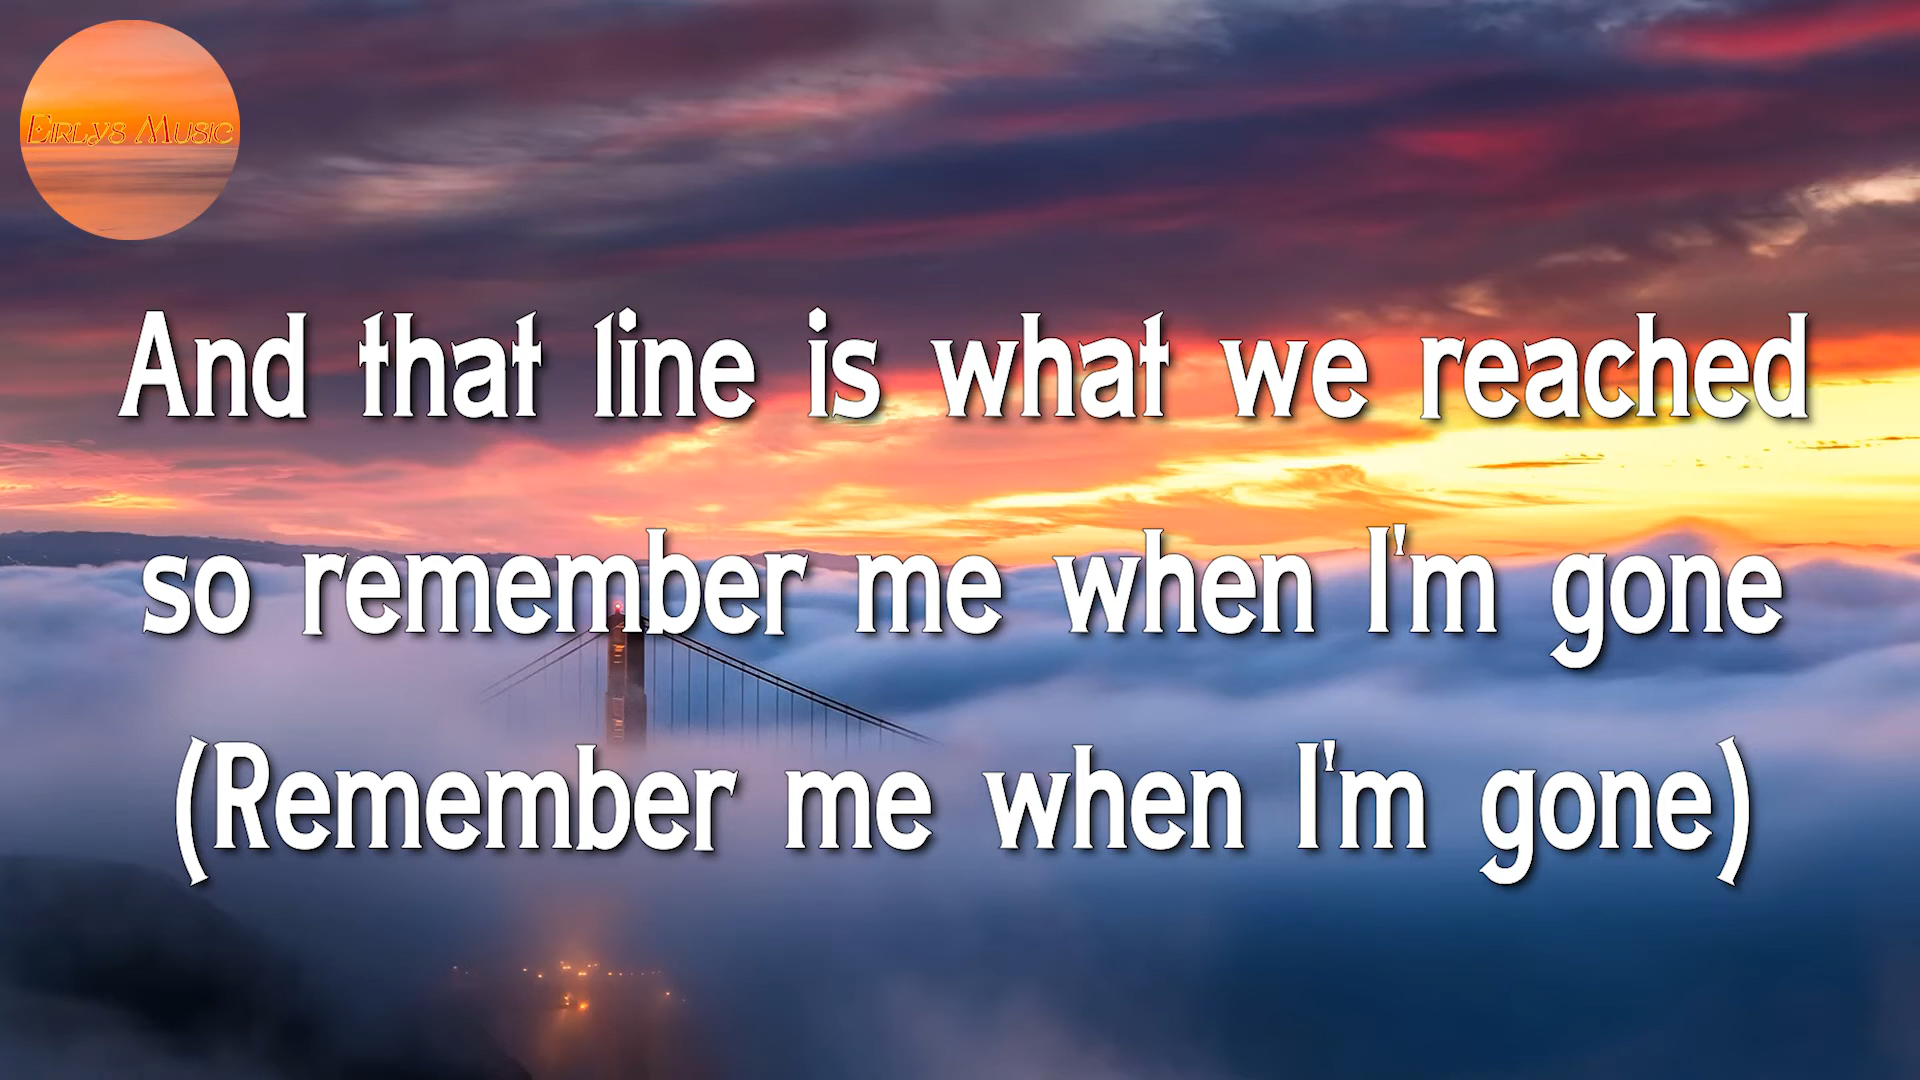 Eirlys Music
And that line is what we reached
so remember me when I'm gone
(Remember me when I'm gone)